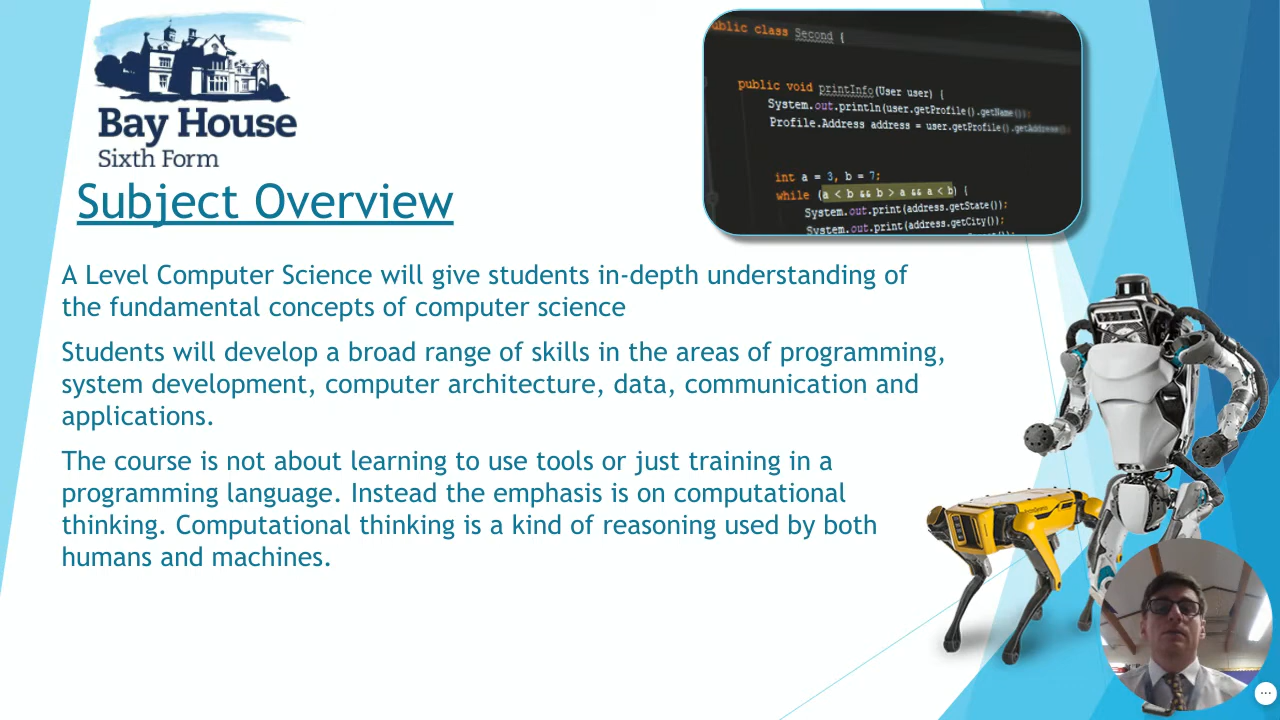 Bay House
Sixth Form
Subject Overview
public class Second {
public void printInfo(User user) {
System.out.println(user.getProfile().getName());
Profile.Address address = user.getProfile().getAddress()
int a = 3, b = 7;
while (a < b && b > a && a < b) {
System.out.print(address.getState());
System.out.print(address.getCity());
A Level Computer Science will give students in-depth understanding of
the fundamental concepts of computer science
Students will develop a broad range of skills in the areas of programming,
system development, computer architecture, data, communication and
applications.
The course is not about learning to use tools or just training in a
programming language. Instead the emphasis is on computational
thinking. Computational thinking is a kind of reasoning used by both
humans and machines.